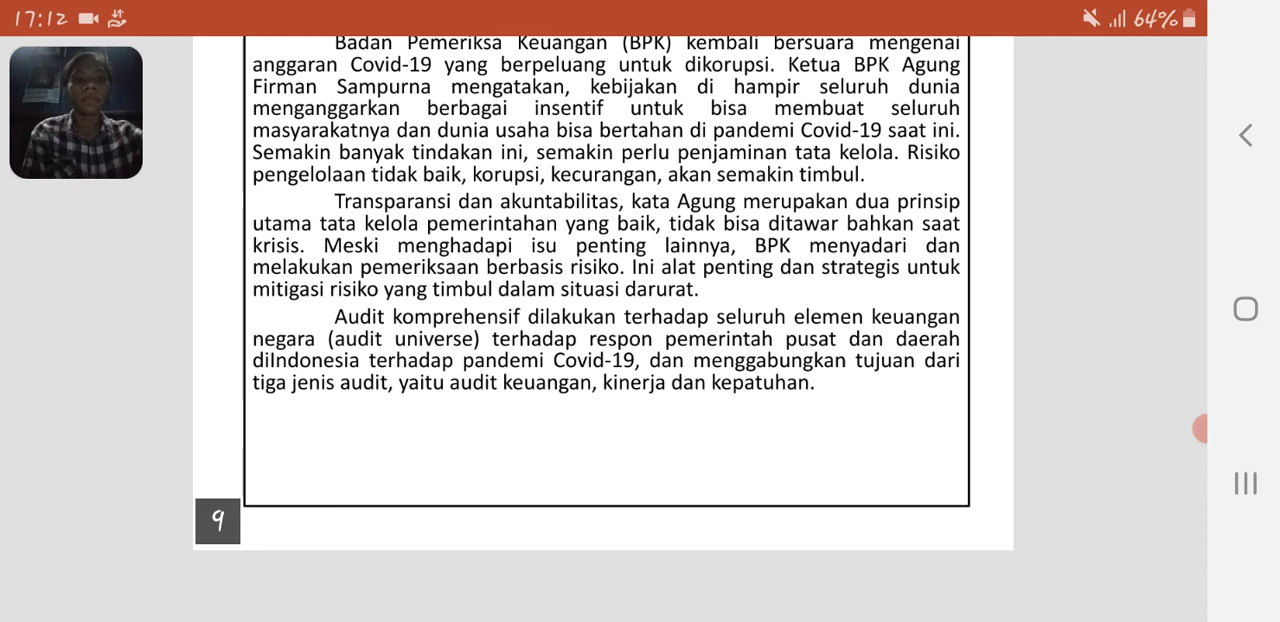 17:12
64%
Badan Pemeriksa Keuangan (BPK) kembali bersuara mengenai
anggaran Covid-19 yang berpeluang untuk dikorupsi. Ketua BPK Agung
Firman Sampurna mengatakan, kebijakan di hampir seluruh dunia
menganggarkan berbagai insentif untuk bisa membuat seluruh
masyarakatnya dan dunia usaha bisa bertahan di pandemi Covid-19 saat ini.
Semakin banyak tindakan ini, semakin perlu penjaminan tata kelola. Risiko
pengelolaan tidak baik, korupsi, kecurangan, akan semakin timbul.
Transparansi dan akuntabilitas, kata Agung merupakan dua prinsip
utama tata kelola pemerintahan yang baik, tidak bisa ditawar bahkan saat
krisis. Meski menghadapi isu penting lainnya, BPK menyadari dan
melakukan pemeriksaan berbasis risiko. Ini alat penting dan strategis untuk
mitigasi risiko yang timbul dalam situasi darurat.
Audit komprehensif dilakukan terhadap seluruh elemen keuangan
negara (audit universe) terhadap respon pemerintah pusat dan daerah
diIndonesia terhadap pandemi Covid-19, dan menggabungkan tujuan dari
tiga jenis audit, yaitu audit keuangan, kinerja dan kepatuhan.
9